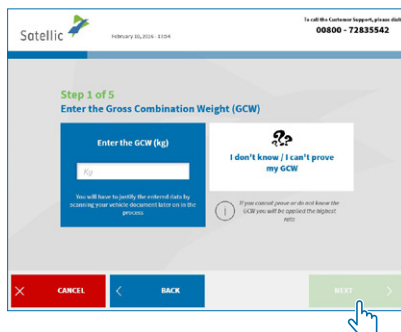 Satellic
February 10, 2016 - 17:54
To call the Customer Support, please dial:
00800 - 72835542
Step 1 of 5
Enter the Gross Combination Weight (GCW)
Enter the GCW (kg)
Kg
You will have to justify the entered data by
scanning your vehicle document later on in the
process
???
I don't know / I can't prove
my GCW
i
If you cannot prove or do not know the
GCW you will be applied the highest
rate
CANCEL
BACK
NEXT